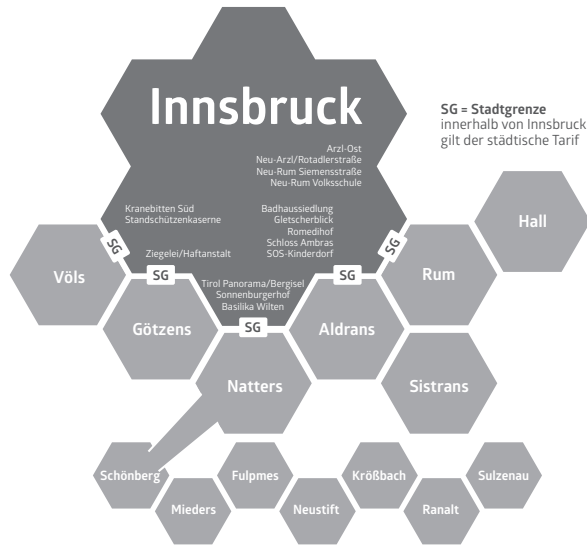 Innsbruck
SG = Stadtgrenze
innerhalb von Innsbruck
gilt der städtische Tarif
Arzl-Ost
Neu-Arzl/Rotadlerstraße
Neu-Rum Siemensstraße
Neu-Rum Volksschule
Kranebitten Süd
Standschützenkaserne
Badhaussiedlung
Gletscherblick
Romedihof
Schloss Ambras
SOS-Kinderdorf
Ziegelei/Haftanstalt
Tirol Panorama/Bergisel
Sonnenburgerhof
Basilika Wilten
SG
SG
SG
SG
SG
Hall
Völs
Rum
Götzens
Aldrans
Natters
Sistrans
Schönberg
Fulpmes
Krößbach
Sulzenau
Mieders
Neustift
Ranalt